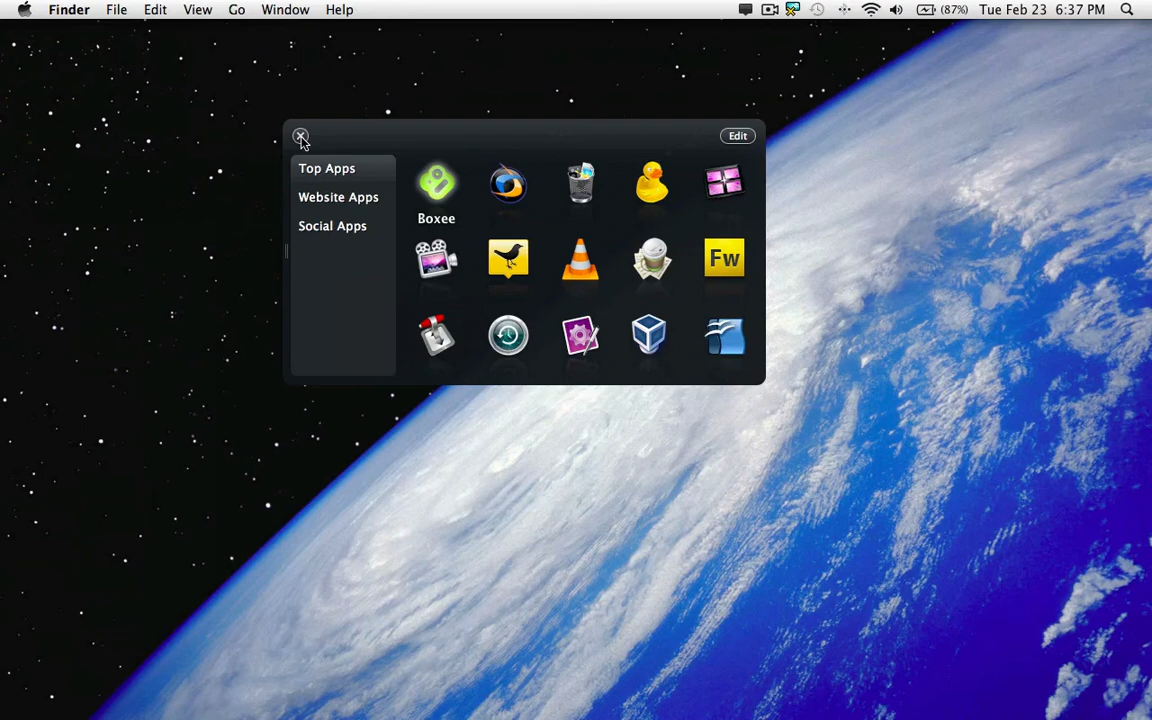 Finder File Edit View Go Window Help (87%) Tue Feb 23 6:37 PM
Edit
Top Apps
Website Apps
Social Apps
Boxee
Fw